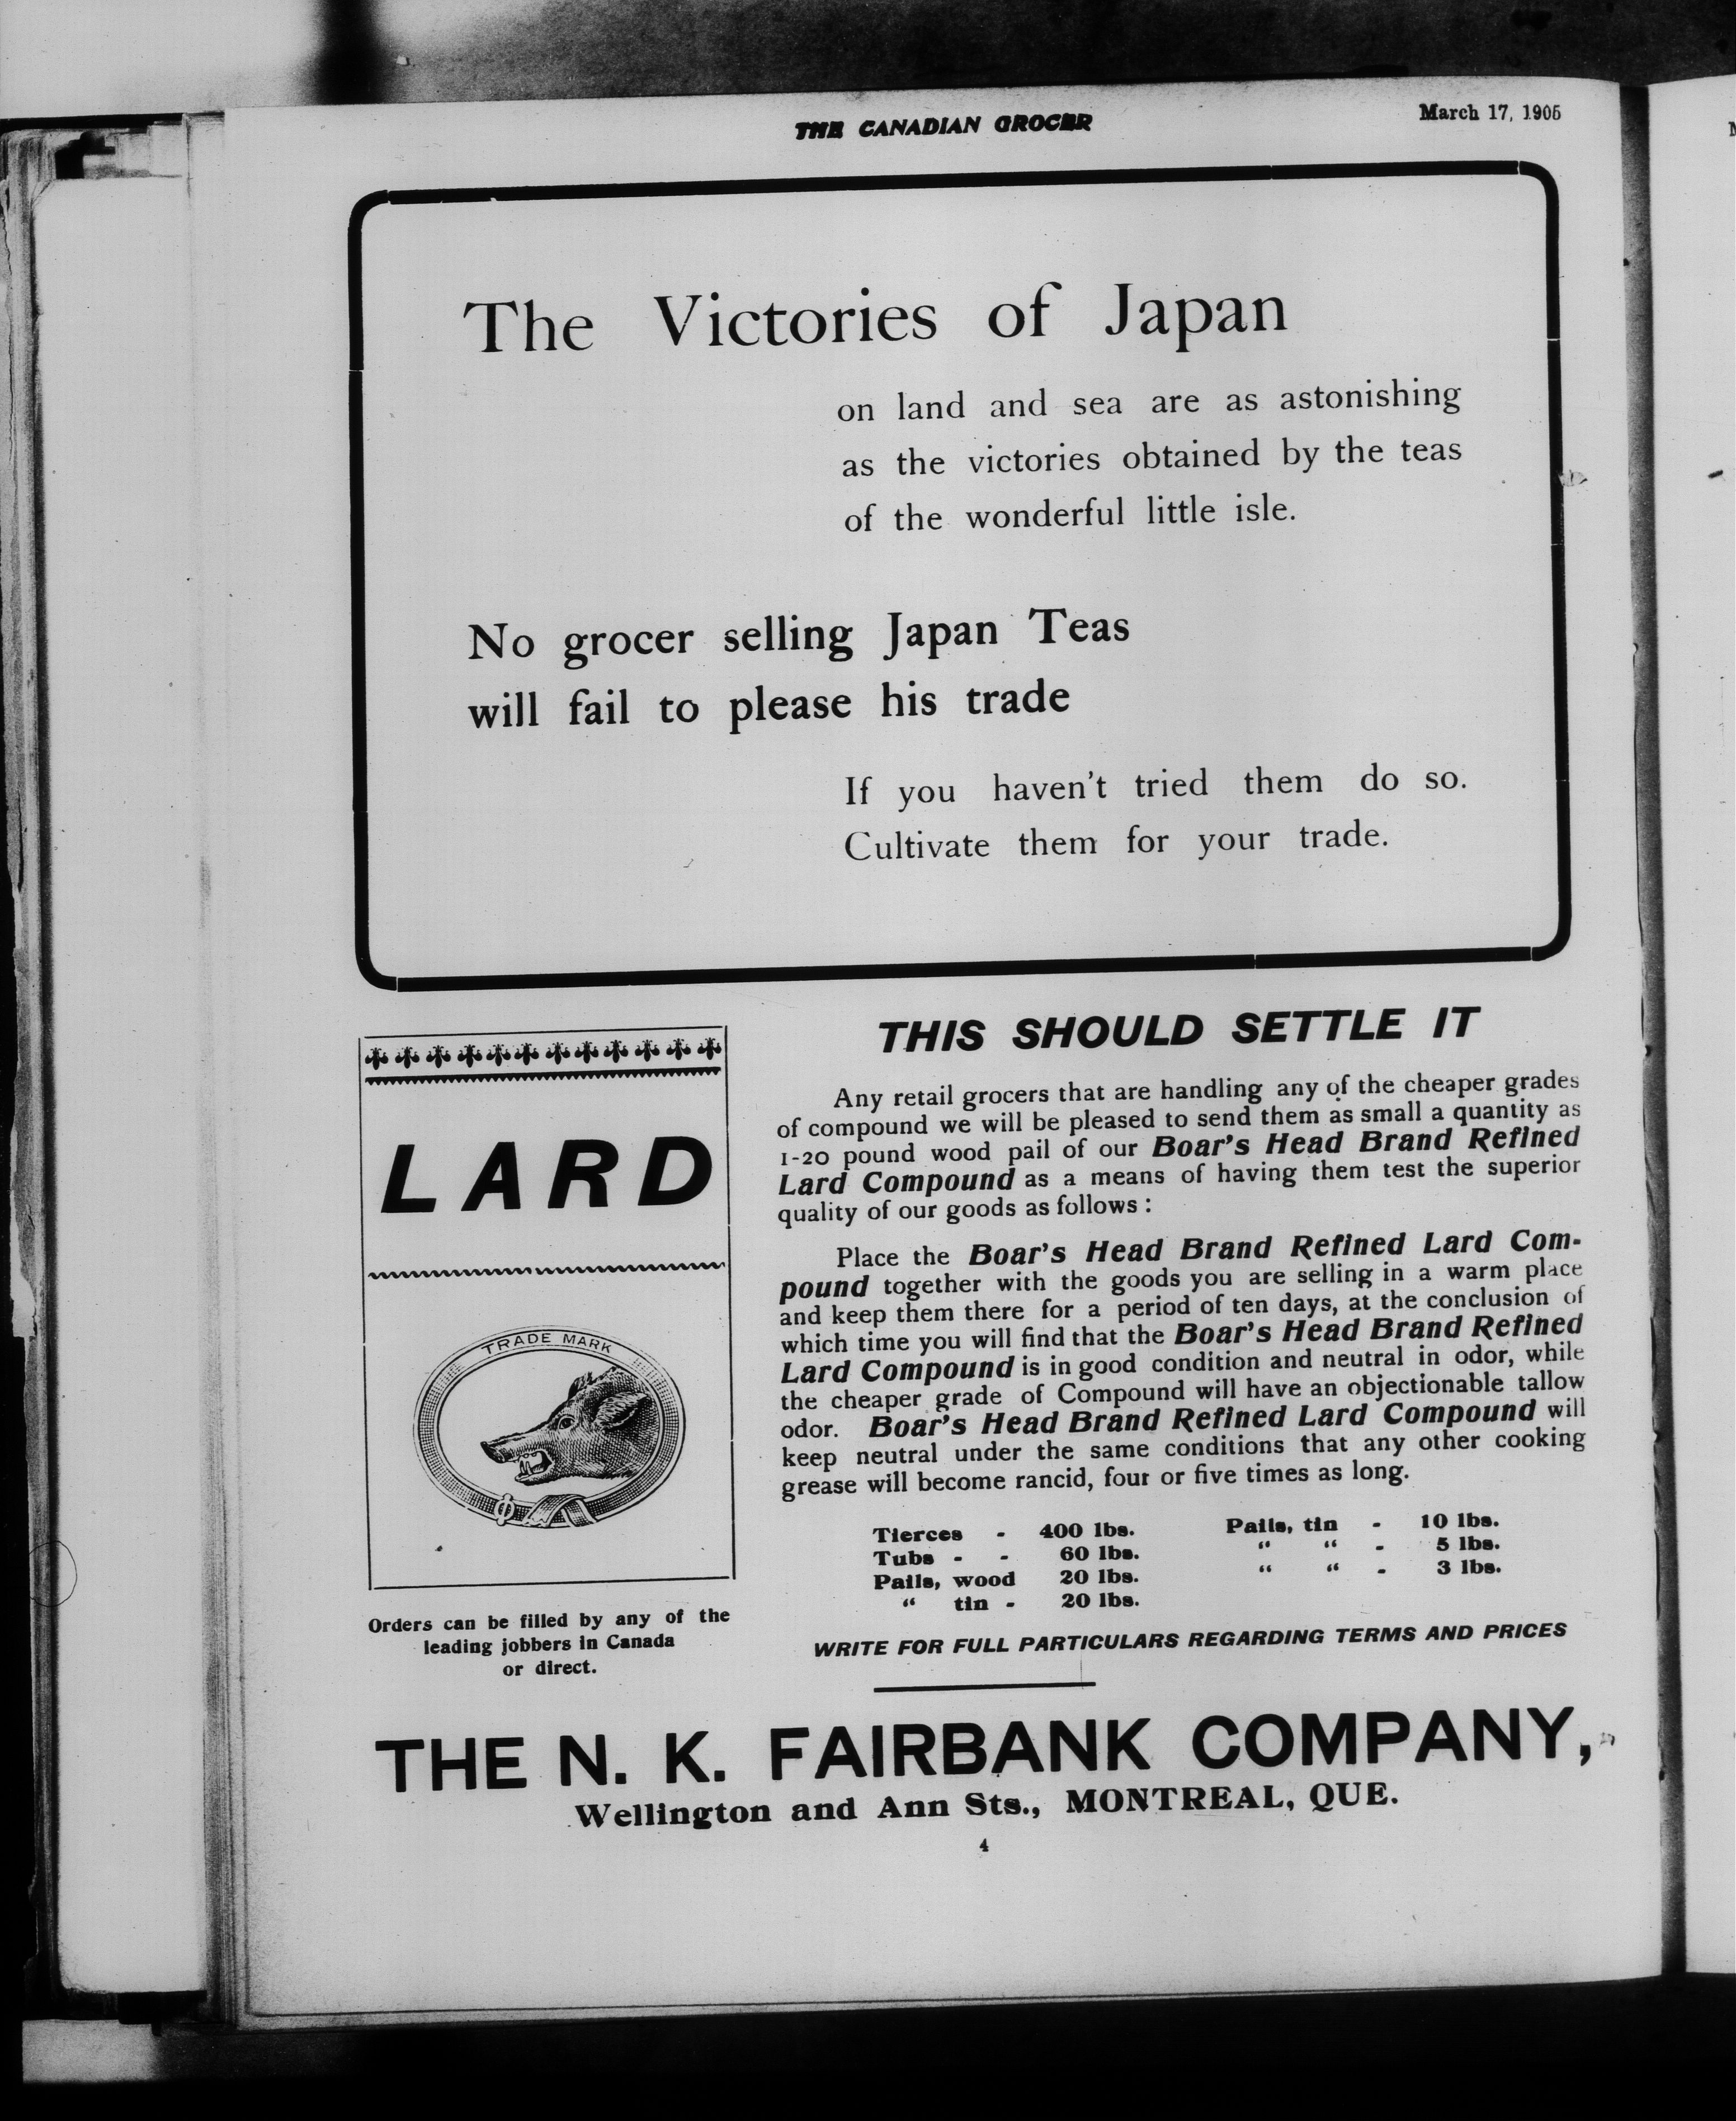 THE CANADIAN GROCER
March 17, 1905
The Victories of Japan
on land and sea are as astonishing
as the victories obtained by the teas
of the wonderful little isle.
No grocer selling Japan Teas
will fail to please his trade
If you haven't tried them do so.
Cultivate them for your trade.
LARD
TRADE MARK
Orders can be filled by any of the
leading jobbers in Canada
or direct.
THIS SHOULD SETTLE IT
Any retail grocers that are handling any of the cheaper grades
of compound we will be pleased to send them as small a quantity as
1-20 pound wood pail of our Boar's Head Brand Refined
Lard Compound as a means of having them test the superior
quality of our goods as follows :
Place the Boar's Head Brand Refined Lard Com-
pound together with the goods you are selling in a warm place
and keep them there for a period of ten days, at the conclusion of
which time you will find that the Boar's Head Brand Refined
Lard Compound is in good condition and neutral in odor, while
the cheaper grade of Compound will have an objectionable tallow
odor. Boar's Head Brand Refined Lard Compound will
keep neutral under the same conditions that any other cooking
grease will become rancid, four or five times as long.
Tierces - 400 lbs.
Tubs - - 60 lbs.
Pails, wood 20 lbs.
" tin - 20 lbs.
Pails, tin - 10 lbs.
" " - 5 lbs.
" " - 3 lbs.
WRITE FOR FULL PARTICULARS REGARDING TERMS AND PRICES
THE N. K. FAIRBANK COMPANY,
Wellington and Ann Sts., MONTREAL, QUE.
4